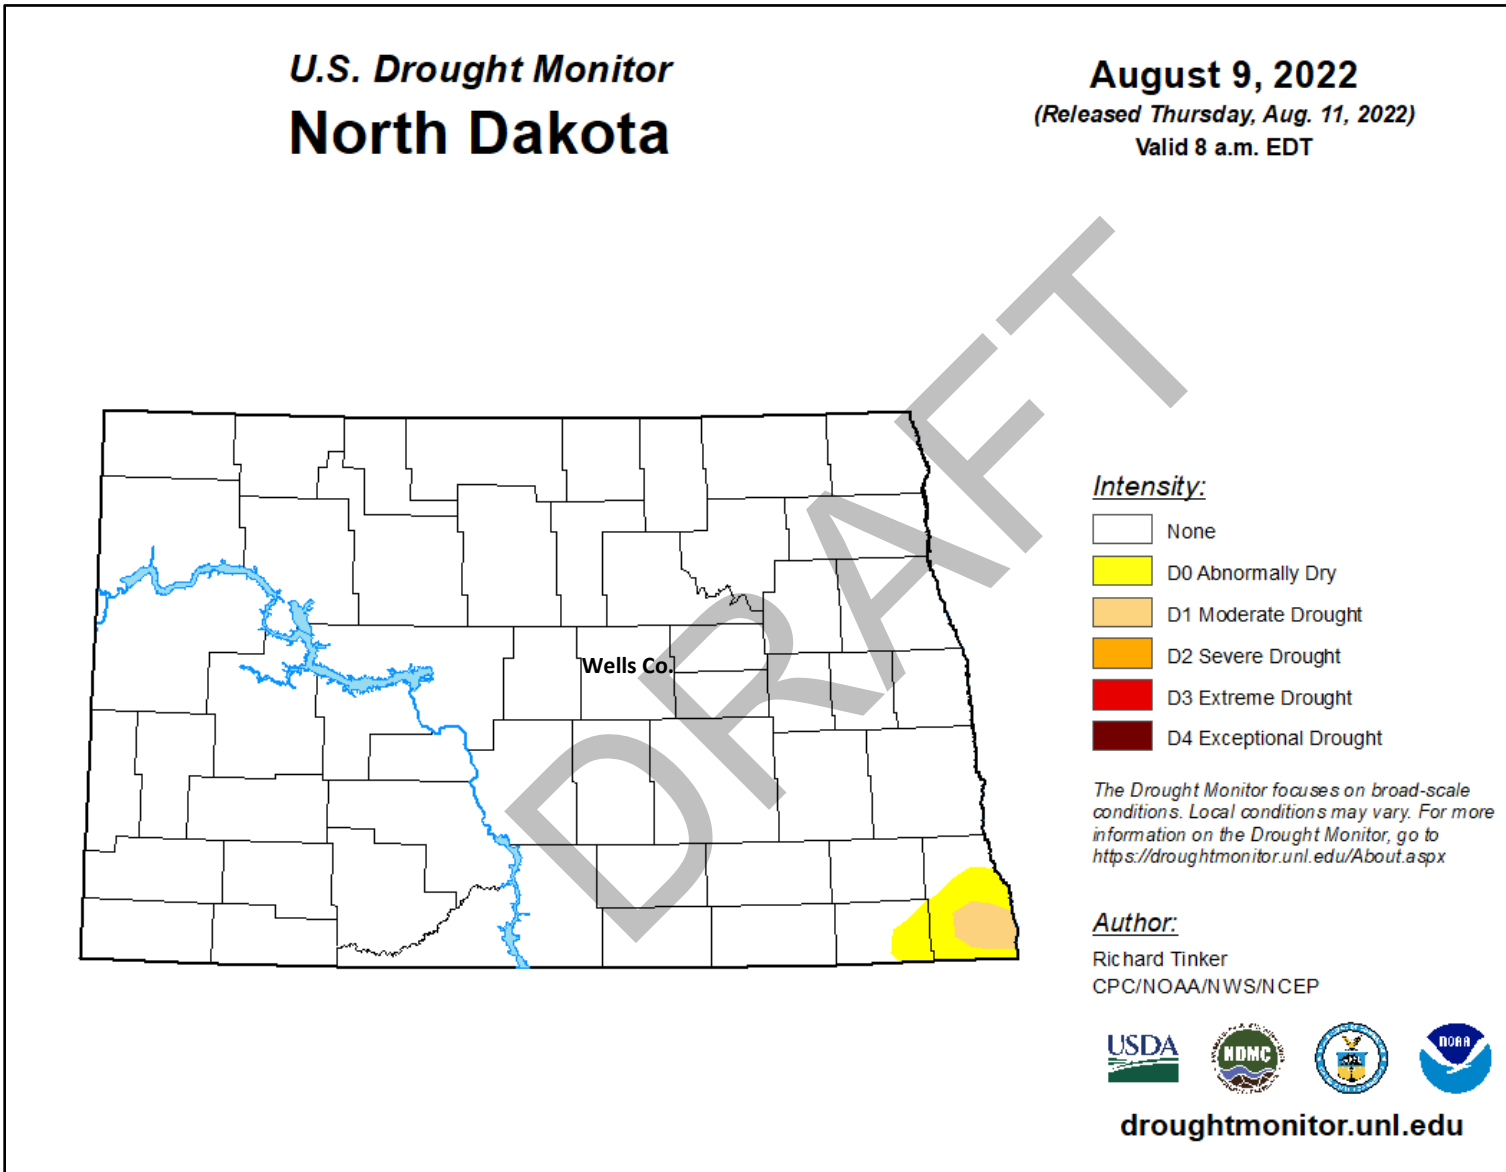 U.S. Drought Monitor
North Dakota
August 9, 2022
(Released Thursday, Aug. 11, 2022)
Valid 8 a.m. EDT
DRAFT
Wells Co.
Intensity:
None
D0 Abnormally Dry
D1 Moderate Drought
D2 Severe Drought
D3 Extreme Drought
D4 Exceptional Drought
The Drought Monitor focuses on broad-scale
conditions. Local conditions may vary. For more
information on the Drought Monitor, go to
https://droughtmonitor.unl.edu/About.aspx
Author:
Richard Tinker
CPC/NOAA/NWS/NCEP
USDA
NDMC
NOAA
droughtmonitor.unl.edu